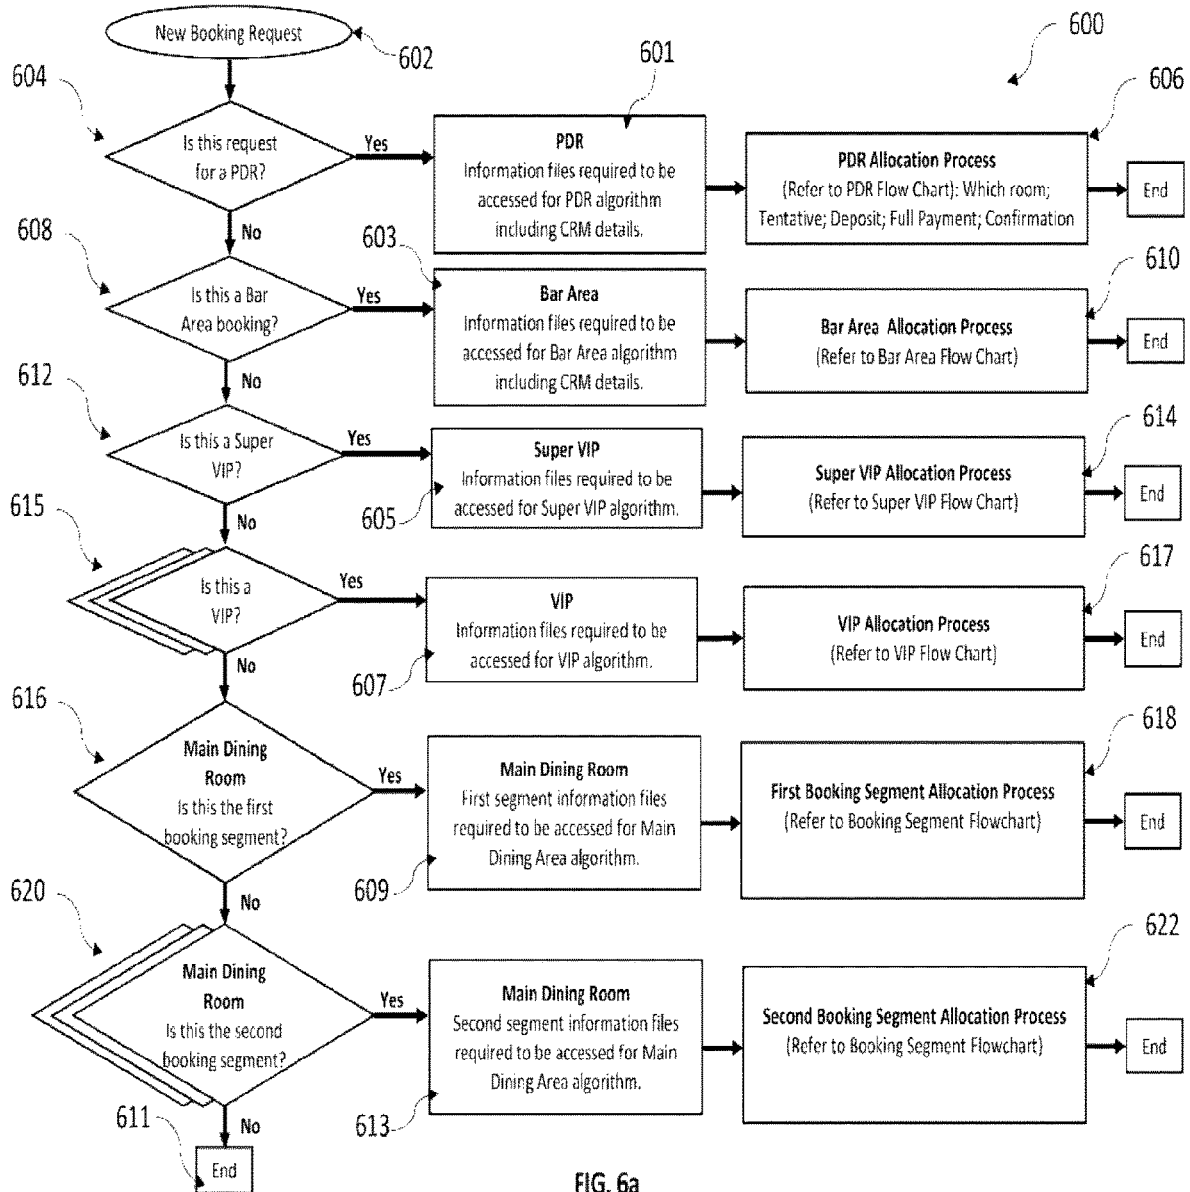 New Booking Request
602
600
604
601
606
Is this request
for a PDR?
Yes
PDR
Information files required to be
accessed for PDR algorithm
including CRM details.
PDR Allocation Process
(Refer to PDR Flow Chart): Which room;
Tentative; Deposit; Full Payment; Confirmation
End
No
608
603
610
Is this a Bar
Area booking?
Yes
Bar Area
Information files required to be
accessed for Bar Area algorithm
including CRM details.
Bar Area Allocation Process
(Refer to Bar Area Flow Chart)
End
No
612
614
Is this a Super
VIP?
Yes
Super VIP
Information files required to be
accessed for Super VIP algorithm.
605
Super VIP Allocation Process
(Refer to Super VIP Flow Chart)
End
No
615
617
Is this a
VIP?
Yes
VIP
Information files required to be
accessed for VIP algorithm.
607
VIP Allocation Process
(Refer to VIP Flow Chart)
End
No
616
618
Main Dining
Room
Is this the first
booking segment?
Yes
Main Dining Room
First segment information files
required to be accessed for Main
Dining Area algorithm.
609
First Booking Segment Allocation Process
(Refer to Booking Segment Flowchart)
End
No
620
622
Main Dining
Room
Is this the second
booking segment?
Yes
Main Dining Room
Second segment information files
required to be accessed for Main
Dining Area algorithm.
613
Second Booking Segment Allocation Process
(Refer to Booking Segment Flowchart)
End
No
611
End
FIG. 6a